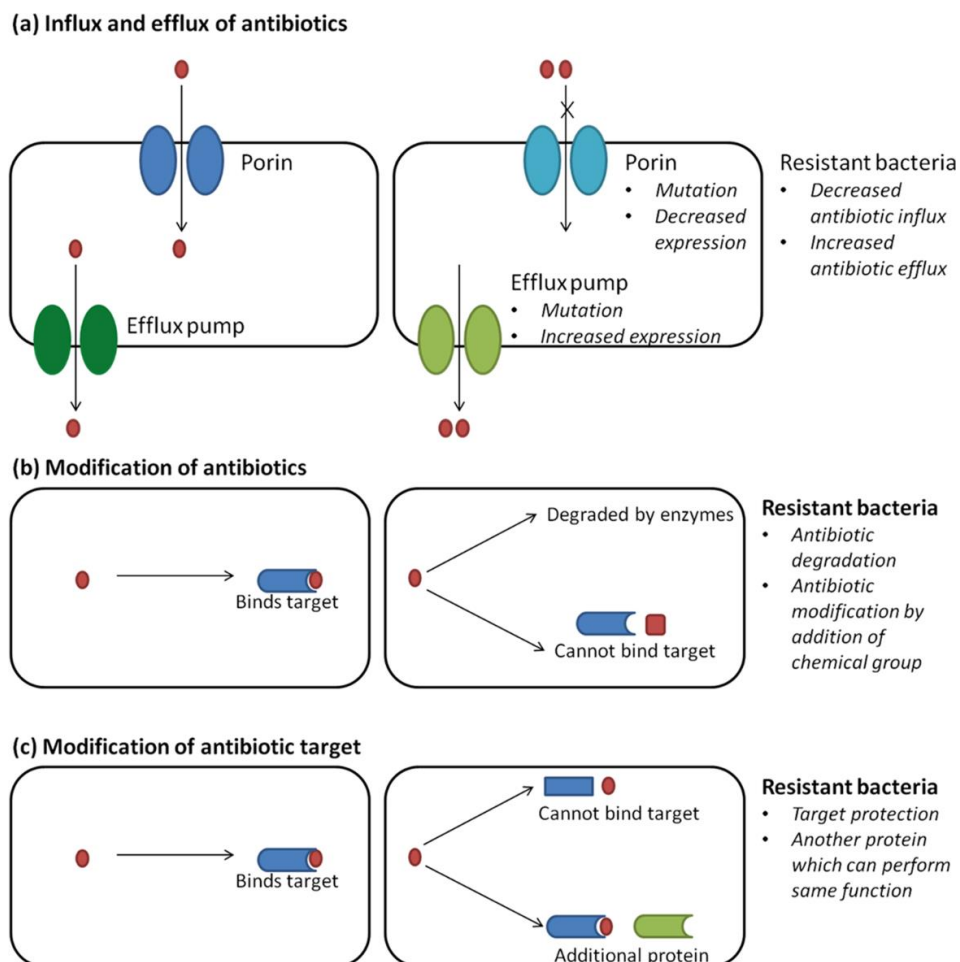 (a) Influx and efflux of antibiotics
Porin
Efflux pump
Porin
• Mutation
• Decreased
expression
Efflux pump
• Mutation
• Increased expression
Resistant bacteria
• Decreased
antibiotic influx
• Increased
antibiotic efflux
(b) Modification of antibiotics
Binds target
Degraded by enzymes
Cannot bind target
Resistant bacteria
• Antibiotic
degradation
• Antibiotic
modification by
addition of
chemical group
(c) Modification of antibiotic target
Binds target
Cannot bind target
Additional protein
Resistant bacteria
• Target protection
• Another protein
which can perform
same function